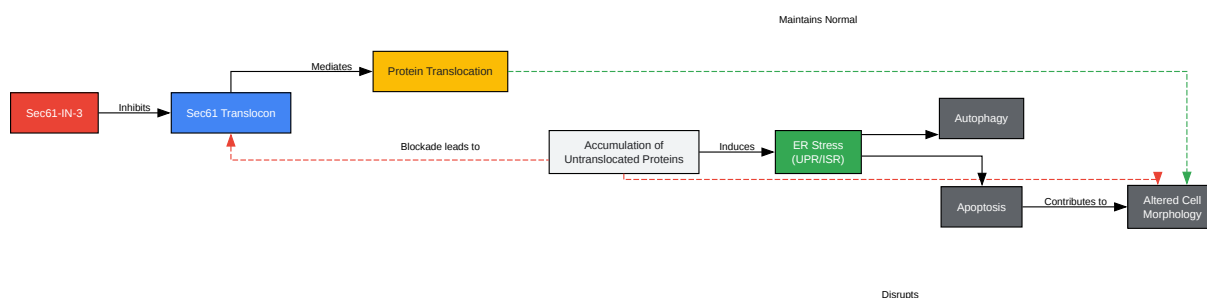 Maintains Normal
Mediates
Protein Translocation
Sec61-IN-3
Inhibits
Sec61 Translocon
Blockade leads to
Accumulation of
Untranslocated Proteins
Induces
ER Stress
(UPR/ISR)
Autophagy
Apoptosis
Contributes to
Altered Cell
Morphology
Disrupts